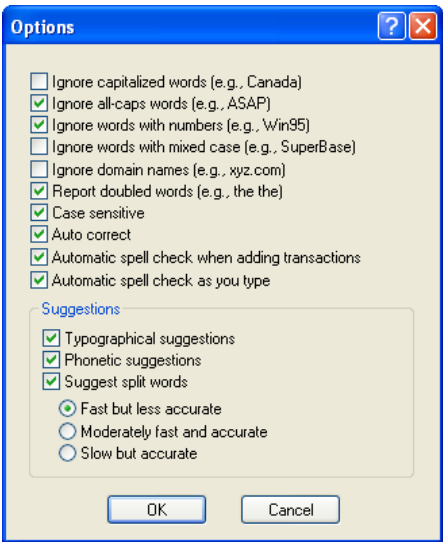 Options
Ignore capitalized words (e.g., Canada)
Ignore all-caps words (e.g., ASAP)
Ignore words with numbers (e.g., Win95)
Ignore words with mixed case (e.g., SuperBase)
Ignore domain names (e.g., xyz.com)
Report doubled words (e.g., the the)
Case sensitive
Auto correct
Automatic spell check when adding transactions
Automatic spell check as you type
Suggestions
Typographical suggestions
Phonetic suggestions
Suggest split words
Fast but less accurate
Moderately fast and accurate
Slow but accurate
OK Cancel